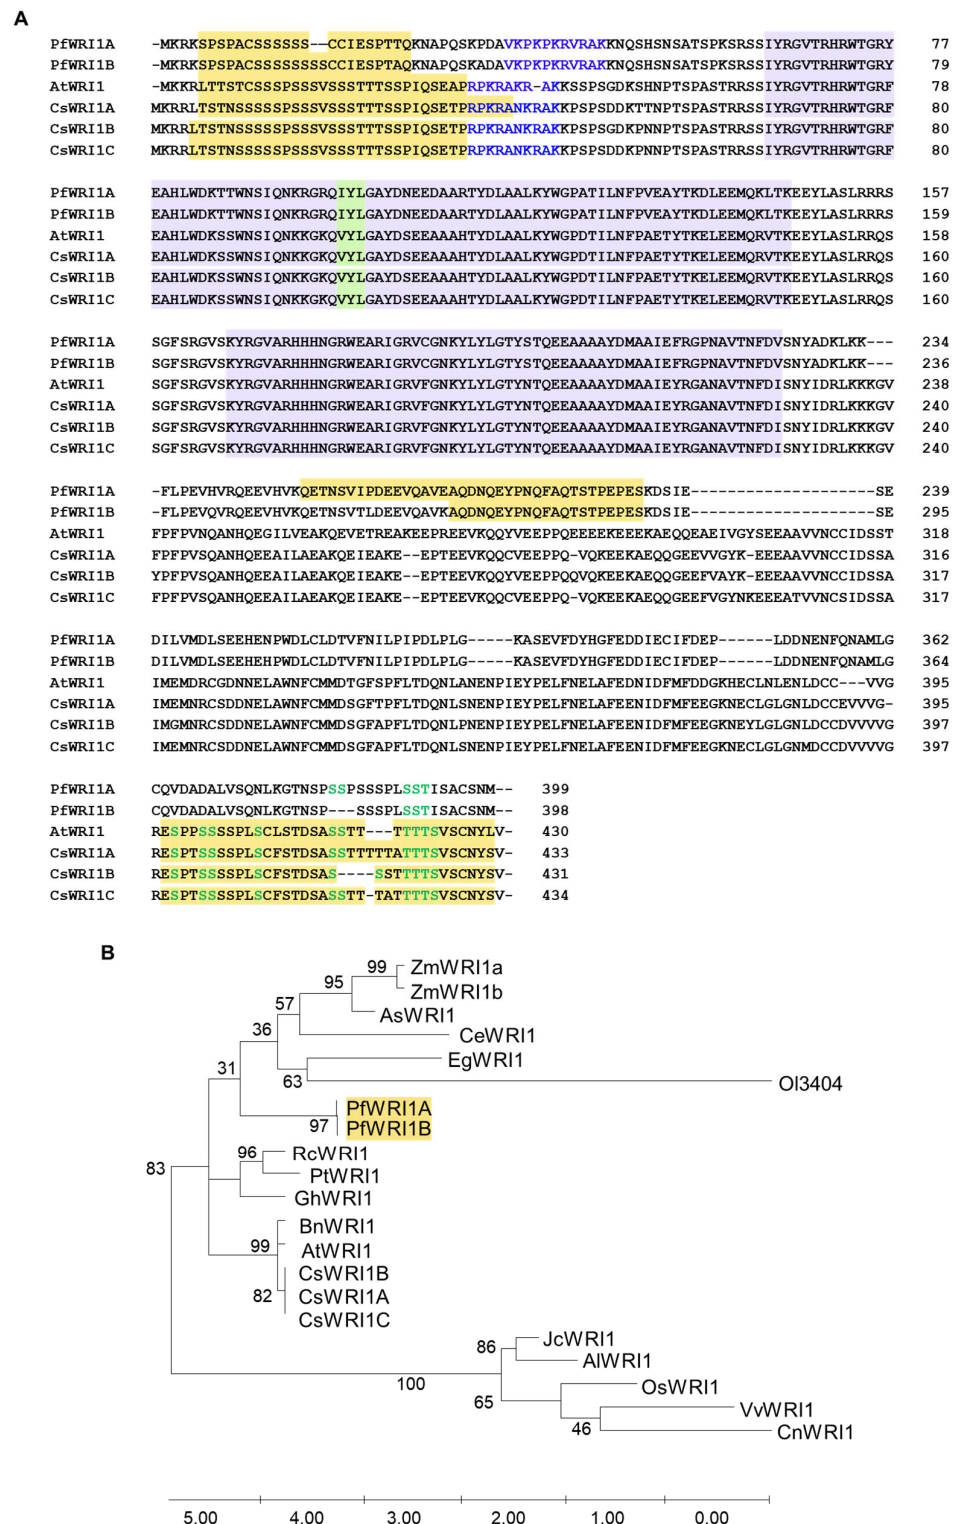 A
PfWRI1A -MKRKSPSPACSSSSSS--CCIESPTTQKNAPQSKPDAVKPKPKRVRAKKNQSHSNSATSPKSRSSIYRGVTRHRWTGRY 77
PfWRI1B -MKRKSPSPACSSSSSSSSCCIESPTAQKNAPQSKADAVKPKPKRVRAKKNQSHSNSATSPKSRSSIYRGVTRHRWTGRY 79
AtWRI1 -MKKRLTTSTCSSSPSSSVSSSTTTSSPIQSEAPRPKRAKR-AKKSSPSGDKSHNPTSPASTRRSSIYRGVTRHRWTGRF 78
CsWRI1A -MKRRLTSTNSSSSPSSSVSSSTTTSSPIQSETPRPKRANKRAKKPSPSDDKTTNPTSPASTRRSSIYRGVTRHRWTGRF 80
CsWRI1B MKRRLTSTNSSSSSPSSSVSSSTTTSSPIQSETPRPKRANKRAKKPSPSGDKPNNPTSPASTRRSSIYRGVTRHRWTGRF 80
CsWRI1C MKRRLTSTNSSSSSPSSSVSSSTTTSSPIQSETPRPKRANKRAKKPSPSDDKPNNPTSPASTRRSSIYRGVTRHRWTGRF 80
PfWRI1A EAHLWDKTTWNSIQNKRGRQIYLGAYDNEEDAARTYDLAALKYWGPATILNFPVEAYTKDLEEMQKLTKEEYLASLRRRS 157
PfWRI1B EAHLWDKTTWNSIQNKRGRQIYLGAYDNEEDAARTYDLAALKYWGPATILNFPVEAYTKDLEEMQKLTKEEYLASLRRRS 159
AtWRI1 EAHLWDKSSWNSIQNKKGKQVYLGAYDSEEAAAHTYDLAALKYWGPDTILNFPAETYTKELEEMQRVTKEEYLASLRRQS 158
CsWRI1A EAHLWDKSSWNSIQNKKGKQVYLGAYDSEEAAAHTYDLAALKYWGPDTILNFPAETYTKELEEMQRVTKEEYLASLRRQS 160
CsWRI1B EAHLWDKSSWNSIQNKKGKQVYLGAYDSEEAAAHTYDLAALKYWGPDTILNFPAETYTKELEEMQRVTKEEYLASLRRQS 160
CsWRI1C EAHLWDKSSWNSIQNKKGKQVYLGAYDSEEAAAHTYDLAALKYWGPDTILNFPAETYTKELEEMQRVTKEEYLASLRRQS 160
PfWRI1A SGFSRGVSKYRGVARHHHNGRWEARIGRVCGNKYLYLGTYSTQEEAAAAYDMAAIEFRGPNAVTNFDVSNYADKLKK--- 234
PfWRI1B SGFSRGVSKYRGVARHHHNGRWEARIGRVCGNKYLYLGTYSTQEEAAAAYDMAAIEFRGPNAVTNFDVSNYADKLKK--- 236
AtWRI1 SGFSRGVSKYRGVARHHHNGRWEARIGRVFGNKYLYLGTYNTQEEAAAAYDMAAIEYRGANAVTNFDISNYIDRLKKKGV 238
CsWRI1A SGFSRGVSKYRGVARHHHNGRWEARIGRVFGNKYLYLGTYNTQEEAAAAYDMAAIEYRGANAVTNFDISNYIDRLKKKGV 240
CsWRI1B SGFSRGVSKYRGVARHHHNGRWEARIGRVFGNKYLYLGTYNTQEEAAAAYDMAAIEYRGANAVTNFDISNYIDRLKKKGV 240
CsWRI1C SGFSRGVSKYRGVARHHHNGRWEARIGRVFGNKYLYLGTYNTQEEAAAAYDMAAIEYRGANAVTNFDISNYIDRLKKKGV 240
PfWRI1A -FLPEVHVRQEEVHVKQETNSVIPDEEVQAVEAQDNQEYPNQFAQTSTPEPESKDSIE--------------------SE 239
PfWRI1B -FLPEVQVRQEEVHVKQETNSVTLDEEVQAVKAQDNQEYPNQFAQTSTPEPESKDSIE--------------------SE 295
AtWRI1 FPFPVNQANHQEGILVEAKQEVETREAKEEPREEVKQQYVEEPPQEEEEKEEEKAEQQEAEIVGYSEEAAVVNCCIDSST 318
CsWRI1A FPFPVSQANHQEEAILAEAKQEIEAKE--EPTEEVKQQCVEEPPQ-VQKEEKAEQQGEEVVGYK-EEEAAVVNCCIDSSA 316
CsWRI1B YPFPVSQANHQEEAILAEAKQEIEAKE--EPTEEVKQQYVEEPPQQVQKEEKAEQQGEEFVAYK-EEEAAVVNCCIDSSA 317
CsWRI1C FPFPVSQANHQEEAILAEAKQEIEAKE--EPTEEVKQQCVEEPPQ-VQKEEKAEQQGEEFVGYNKEEEATVVNCSIDSSA 317
PfWRI1A DILVMDLSEEHENPWDLCLDTVFNILPIPDLPLG-----KASEVFDYHGFEDDIECIFDEP------LDDNENFQNAMLG 362
PfWRI1B DILVMDLSEEHEHPWDLCLDTVFNILPIPDLPLG-----KASEVFDYHGFEDDIECIFDEP------LDDNENFQNAMLG 364
AtWRI1 IMEMDRCGDNNELAWNFCMMDTGFSPFLTDQNLANENPIEYPELFNELAFEDNIDFMFDDGKHECLNLENLDCC---VVG 395
CsWRI1A IMEMNRCSDDNELAWNFCMMDSGFTPFLTDQNLSNENPIEYPELFNELAFEENIDFMFEEGKNECLGLGNLDCCEVVVG- 395
CsWRI1B IMGMNRCSDDNELAWNFCMMDSGFAPFLTDQNLPNENPIEYPELFNELAFEENIDFMFEEGKNEYLGLGNLDCCEVVVVG 397
CsWRI1C IMEMNRCSDDNELAWNFCMMDSGFAPFLTDQNLSNENPIEYPELFNELAFEENIDFMFEEGKNECLGLGNMDCCDVVVVG 397
PfWRI1A CQVDADALVSQNLKGTNSPSSPSSSPLSSTISACSNM-- 399
PfWRI1B CQVDADALVSQNLKGTNSP---SSSPLSSTISACSNM-- 398
AtWRI1 RESPPSSSSPLSCLSTDSASSTT---TTTTSVSCNYLV- 430
CsWRI1A RESPTSSSSPLSCFSTDSASSTTTTTATTTSVSCNYSV- 433
CsWRI1B RESPTSSSSPLSCFSTDSAS----SSTTTTSVSCNYSV- 431
CsWRI1C RESPTSSSSPLSCFSTDSASSTT-TATTTTSVSCNYSV- 434
B
99 ZmWRI1a
ZmWRI1b
95
AsWRI1
57
CeWRI1
36
EgWRI1
63
Ol3404
31
PfWRI1A
97 PfWRI1B
96 RcWRI1
83
PtWRI1
GhWRI1
BnWRI1
99 AtWRI1
CsWRI1B
82 CsWRI1A
CsWRI1C
JcWRI1
86
AlWRI1
100
OsWRI1
65
VvWRI1
46 CnWRI1
5.00 4.00 3.00 2.00 1.00 0.00